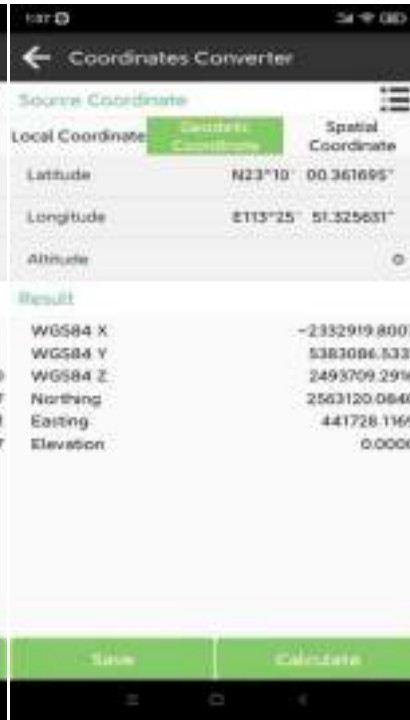 1:07
Coordinates Converter
Source Coordinate
Local Coordinate
Geodetic
Coordinate
Spatial
Coordinate
Latitude N23°10' 00.361695"
Longitude E113°25' 51.325631"
Altitude 0
Result
WGS84 X -2332919.800
WGS84 Y 5383086.533
WGS84 Z 2493709.291
Northing 2563120.084
Easting 441728.116
Elevation 0.000
Save Calculate